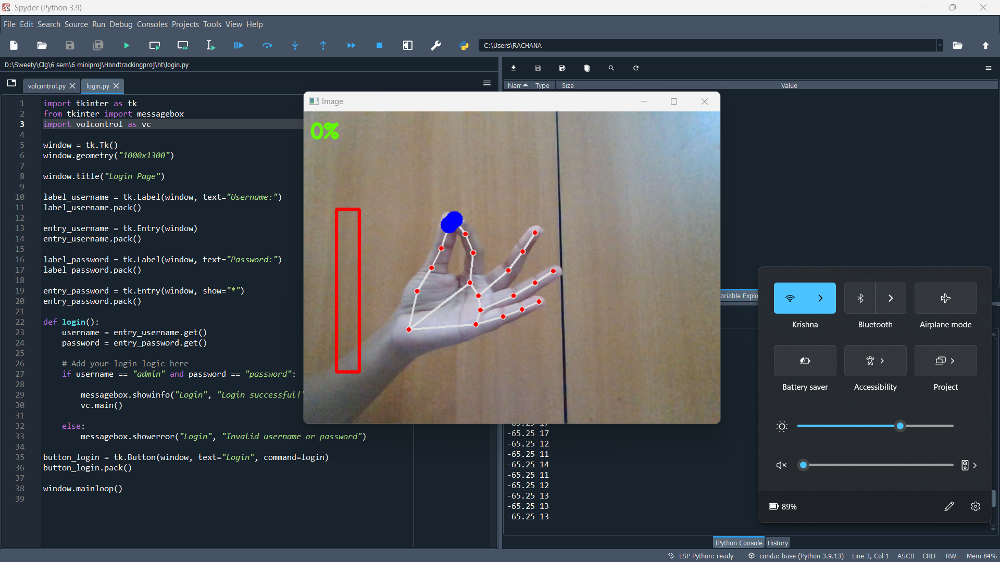 Spyder (Python 3.9)
File Edit Search Source Run Debug Consoles Projects Tools View Help
C:\Users\RACHANA
D:\Sweety\Clg\6 sem\6 miniproj\Handtrackingproj\ht\login.py
volcontrol.py
login.py
Nam Type Size Value
1 import tkinter as tk
2 from tkinter import messagebox
3 import volcontrol as vc
4
5 window = tk.Tk()
6 window.geometry("1000x1300")
7
8 window.title("Login Page")
9
10 label_username = tk.Label(window, text="Username:")
11 label_username.pack()
12
13 entry_username = tk.Entry(window)
14 entry_username.pack()
15
16 label_password = tk.Label(window, text="Password:")
17 label_password.pack()
18
19 entry_password = tk.Entry(window, show="*")
20 entry_password.pack()
21
22 def login():
23 username = entry_username.get()
24 password = entry_password.get()
25
26 # Add your login logic here
27 if username == "admin" and password == "password":
28
29 messagebox.showinfo("Login", "Login successful!"
30 vc.main()
31
32 else:
33 messagebox.showerror("Login", "Invalid username or password")
34
35 button_login = tk.Button(window, text="Login", command=login)
36 button_login.pack()
37
38 window.mainloop()
39
Image
0%
ariable Explo
Krishna
Bluetooth
Airplane mode
Battery saver
Accessibility
Project
89%
-65.25 17
-65.25 17
-65.25 12
-65.25 11
-65.25 14
-65.25 11
-65.25 12
-65.25 13
-65.25 13
-65.25 13
IPython Console History
LSP Python: ready conda: base (Python 3.9.13) Line 3, Col 1 ASCII CRLF RW Mem 84%